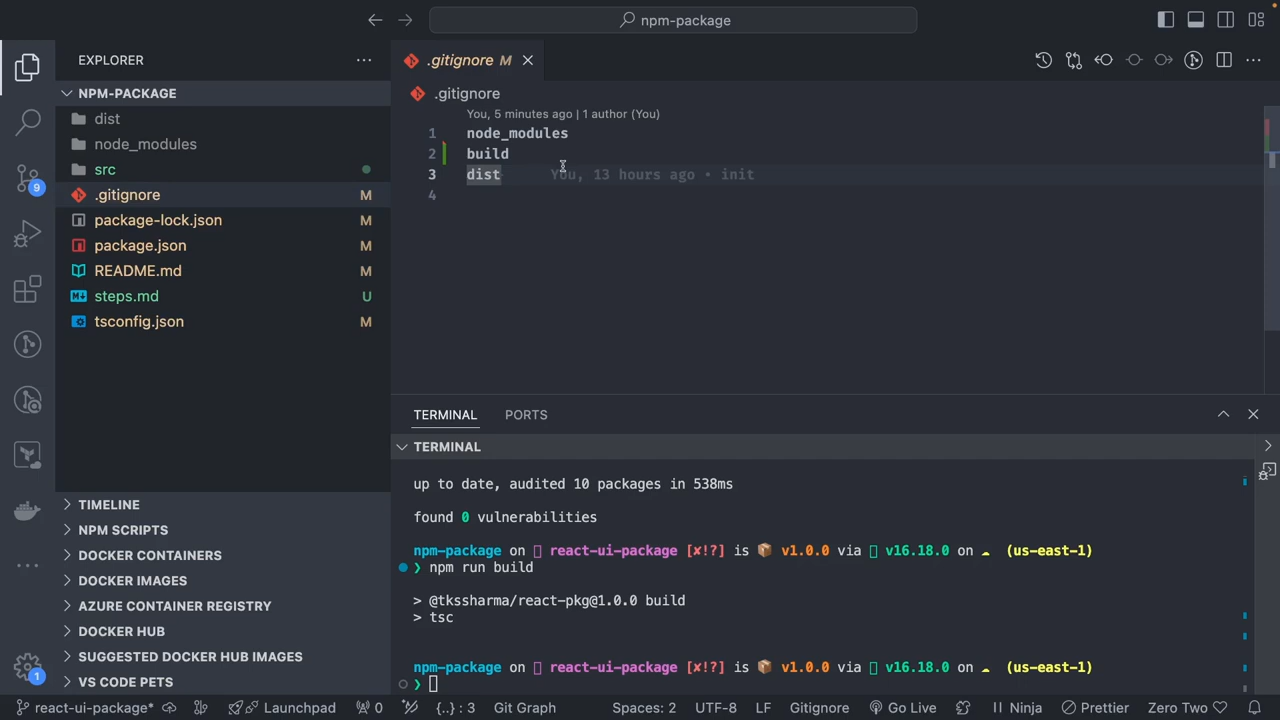 npm-package
EXPLORER
NPM-PACKAGE
dist
node_modules
src
.gitignore M
package-lock.json M
package.json M
README.md M
steps.md U
tsconfig.json M
TIMELINE
NPM SCRIPTS
DOCKER CONTAINERS
DOCKER IMAGES
AZURE CONTAINER REGISTRY
DOCKER HUB
SUGGESTED DOCKER HUB IMAGES
VS CODE PETS
9
1
.gitignore M
.gitignore
You, 5 minutes ago | 1 author (You)
1 node_modules
2 build
3 dist You, 13 hours ago • init
4
TERMINAL PORTS
TERMINAL
up to date, audited 10 packages in 538ms
found 0 vulnerabilities
npm-package on react-ui-package [✘!?] is 📦 v1.0.0 via v16.18.0 on ☁ (us-east-1)
❯ npm run build
> @tkssharma/react-pkg@1.0.0 build
> tsc
npm-package on react-ui-package [✘!?] is 📦 v1.0.0 via v16.18.0 on ☁ (us-east-1)
❯
react-ui-package* Launchpad 0 {..} : 3 Git Graph Spaces: 2 UTF-8 LF Gitignore Go Live Ninja Prettier Zero Two